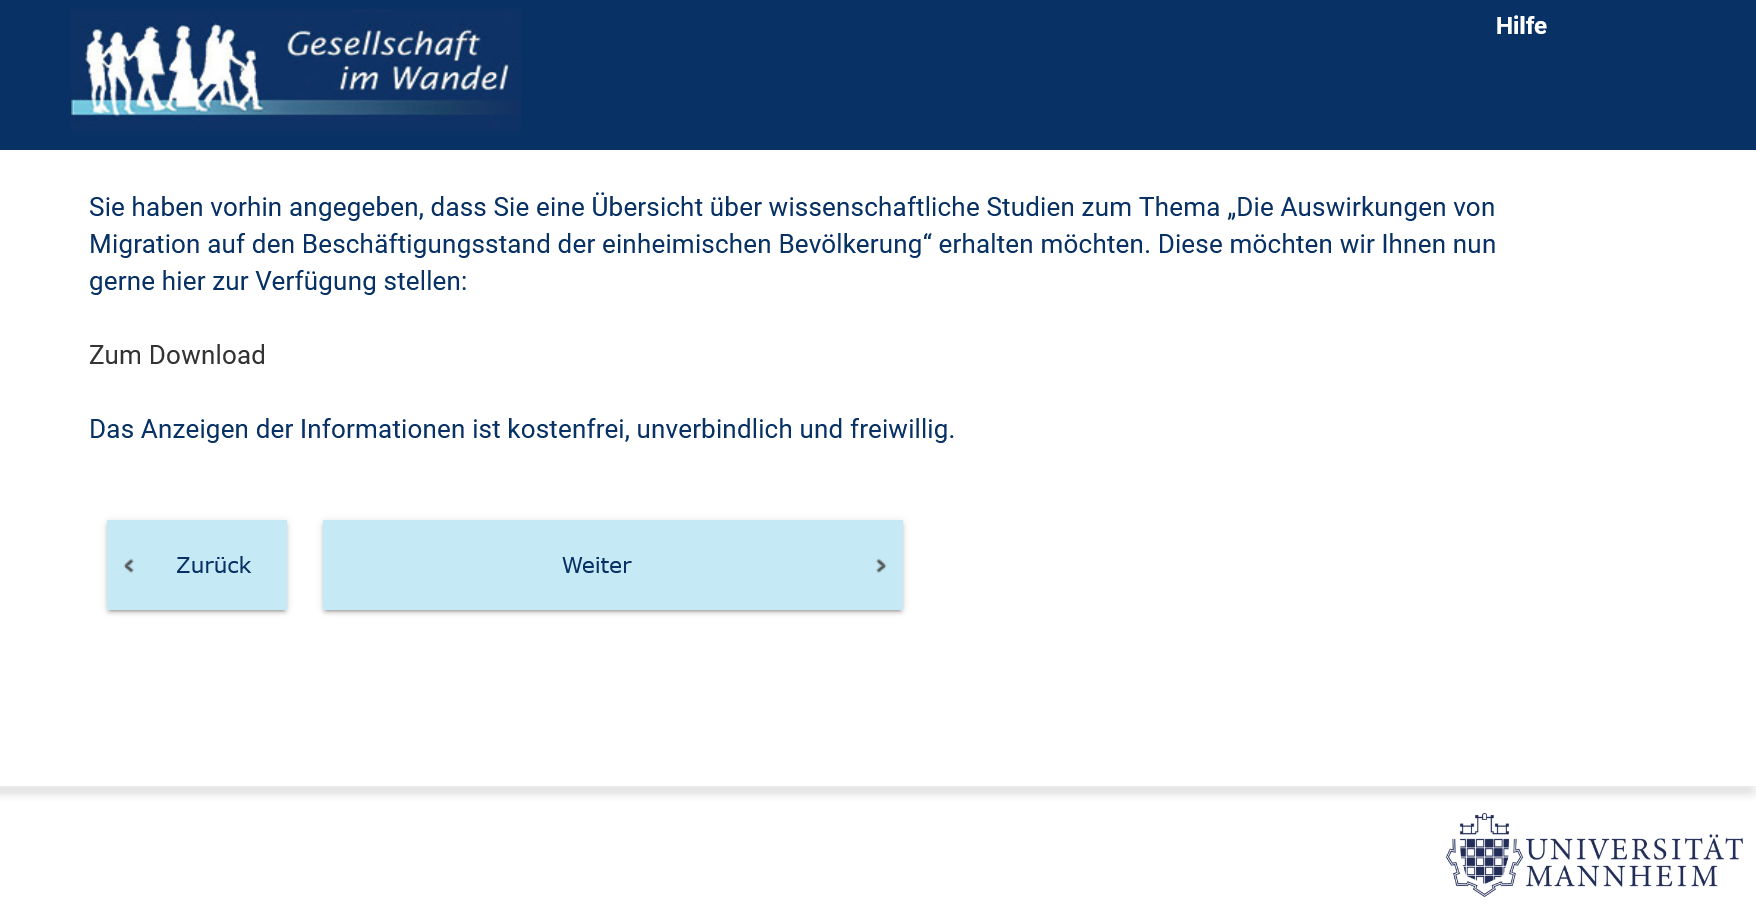 Gesellschaft
im Wandel
Hilfe
Sie haben vorhin angegeben, dass Sie eine Übersicht über wissenschaftliche Studien zum Thema „Die Auswirkungen von
Migration auf den Beschäftigungsstand der einheimischen Bevölkerung“ erhalten möchten. Diese möchten wir Ihnen nun
gerne hier zur Verfügung stellen:
Zum Download
Das Anzeigen der Informationen ist kostenfrei, unverbindlich und freiwillig.
Zurück
Weiter
UNIVERSITÄT
MANNHEIM